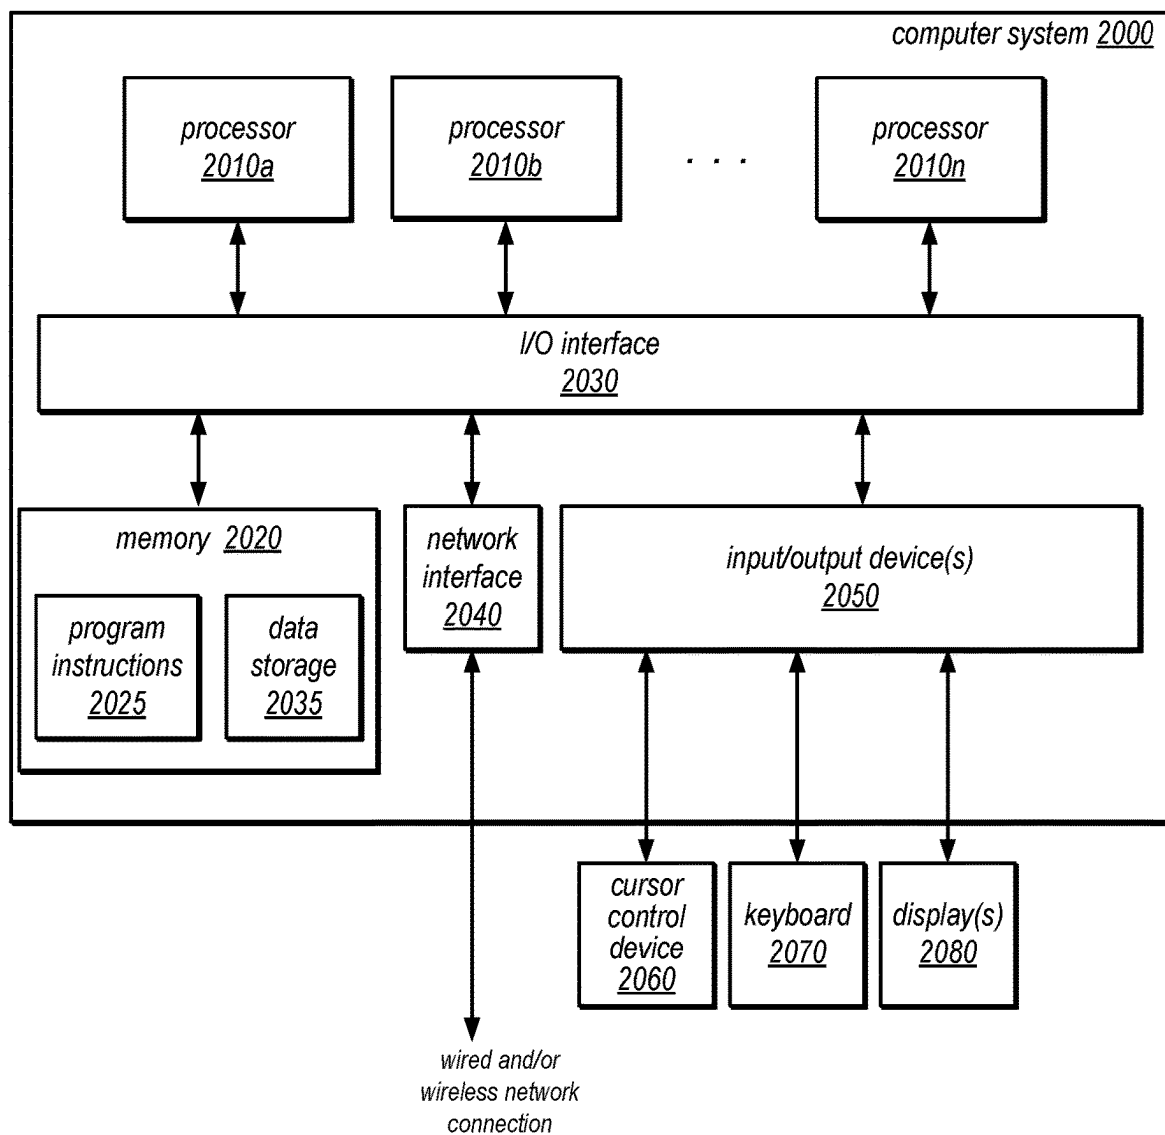 computer system 2000
processor
2010a
processor
2010b
. . .
processor
2010n
I/O interface
2030
memory 2020
program
instructions
2025
data
storage
2035
network
interface
2040
input/output device(s)
2050
cursor
control
device
2060
keyboard
2070
display(s)
2080
wired and/or
wireless network
connection